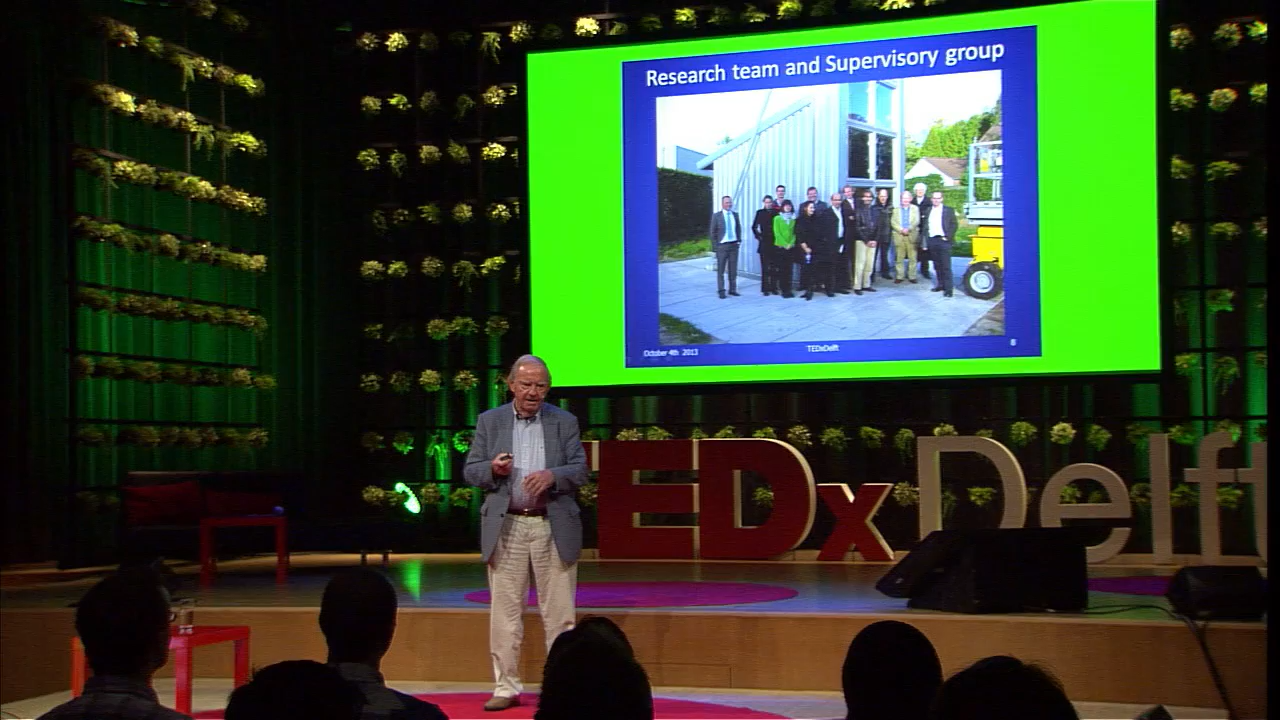 Research team and Supervisory group
October 4th 2013
TEDxDelft
8
TEDxDelft